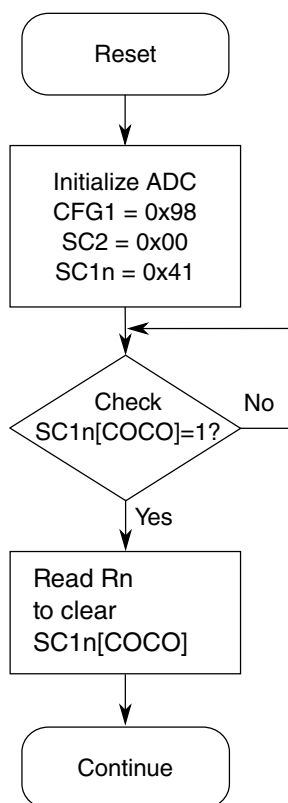 Reset
Initialize ADC
CFG1 = 0x98
SC2 = 0x00
SC1n = 0x41
Check
SC1n[COCO]=1?
No
Yes
Read Rn
to clear
SC1n[COCO]
Continue